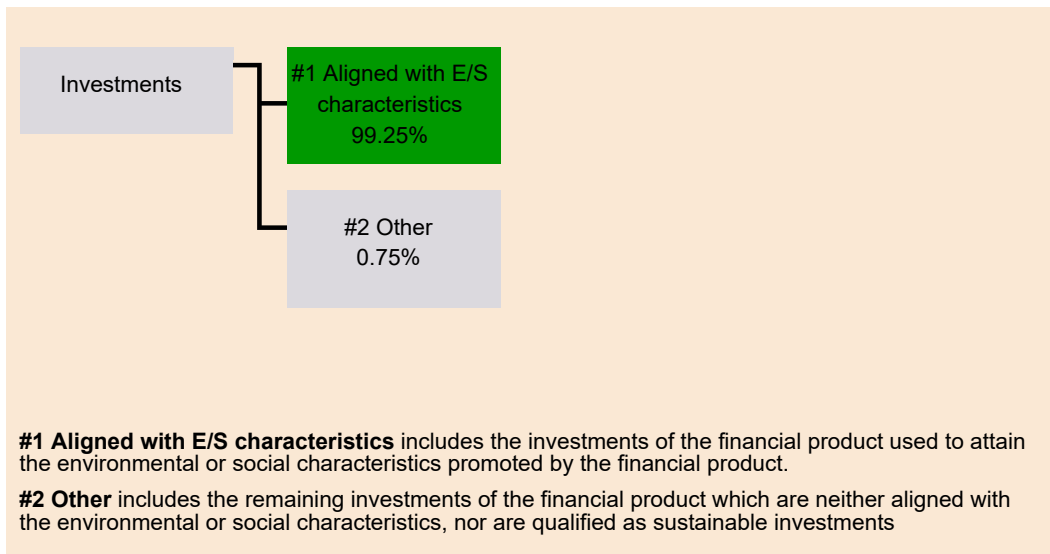 Investments
#1 Aligned with E/S
characteristics
99.25%
#2 Other
0.75%
#1 Aligned with E/S characteristics includes the investments of the financial product used to attain
the environmental or social characteristics promoted by the financial product.
#2 Other includes the remaining investments of the financial product which are neither aligned with
the environmental or social characteristics, nor are qualified as sustainable investments